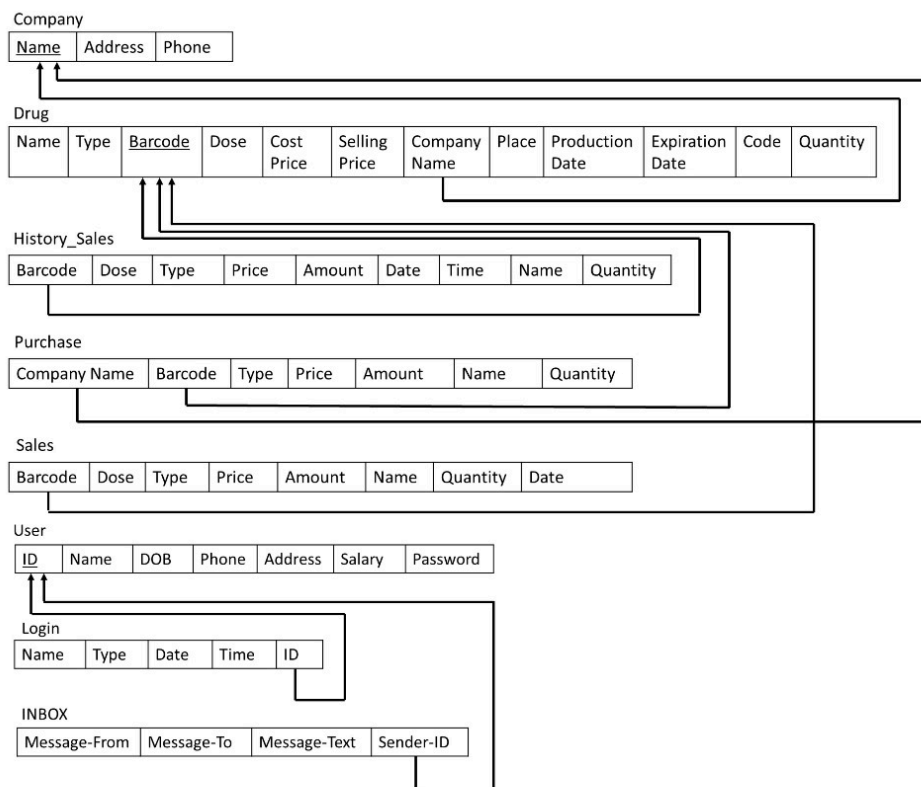 Company
Name Address Phone
Drug
Name Type Barcode Dose Cost Price Selling Price Company Name Place Production Date Expiration Date Code Quantity
History_Sales
Barcode Dose Type Price Amount Date Time Name Quantity
Purchase
Company Name Barcode Type Price Amount Name Quantity
Sales
Barcode Dose Type Price Amount Name Quantity Date
User
ID Name DOB Phone Address Salary Password
Login
Name Type Date Time ID
INBOX
Message-From Message-To Message-Text Sender-ID